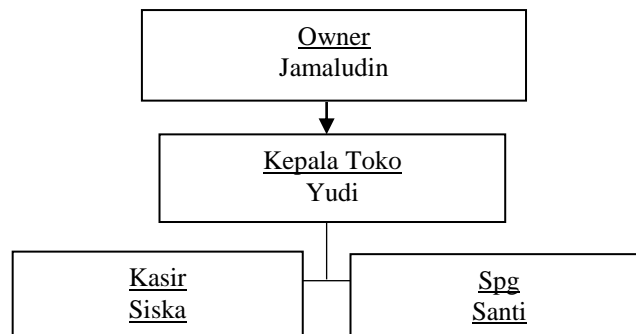 Owner
Jamaludin
Kepala Toko
Yudi
Kasir
Siska
Spg
Santi